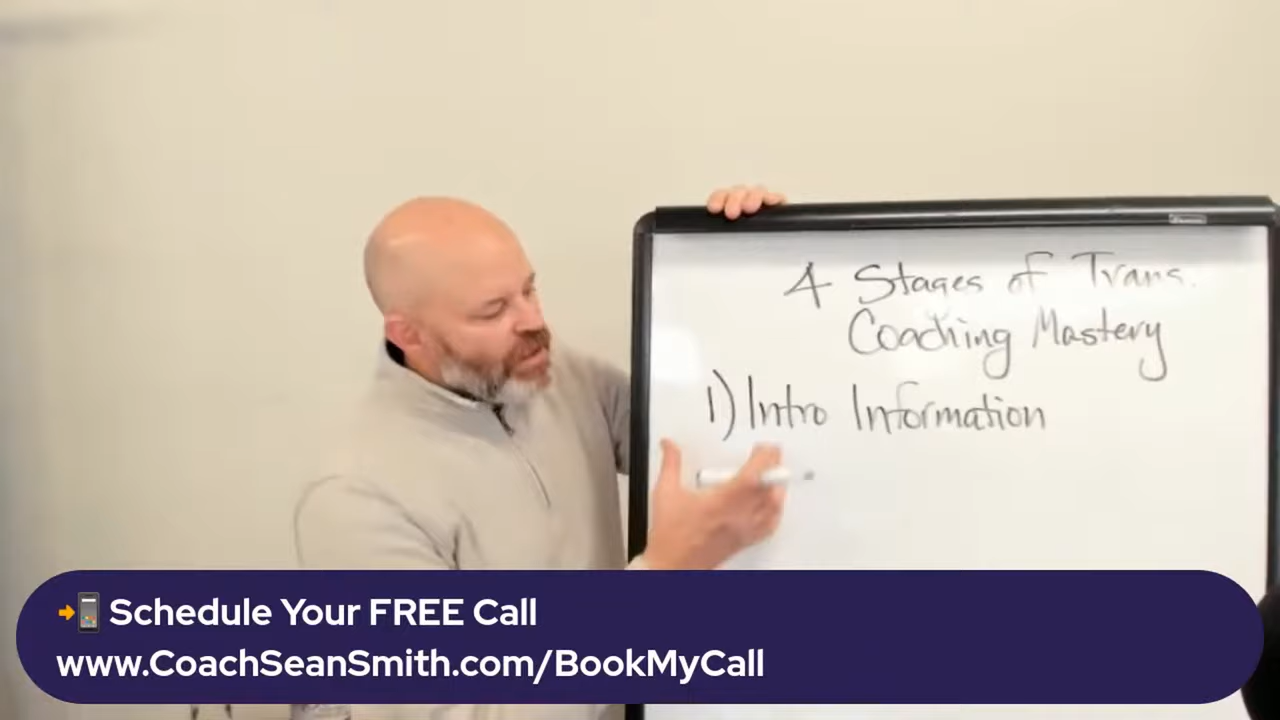 4 Stages of Trans.
Coaching Mastery
1) Intro Information
Schedule Your FREE Call
www.CoachSeanSmith.com/BookMyCall